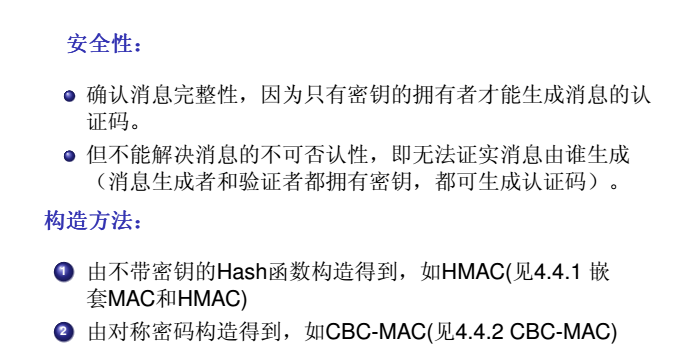 安全性：
确认消息完整性，因为只有密钥的拥有者才能生成消息的认
证码。
但不能解决消息的不可否认性，即无法证实消息由谁生成
（消息生成者和验证者都拥有密钥，都可生成认证码）。
构造方法：
1 由不带密钥的Hash函数构造得到，如HMAC(见4.4.1 嵌
套MAC和HMAC)
2 由对称密码构造得到，如CBC-MAC(见4.4.2 CBC-MAC)